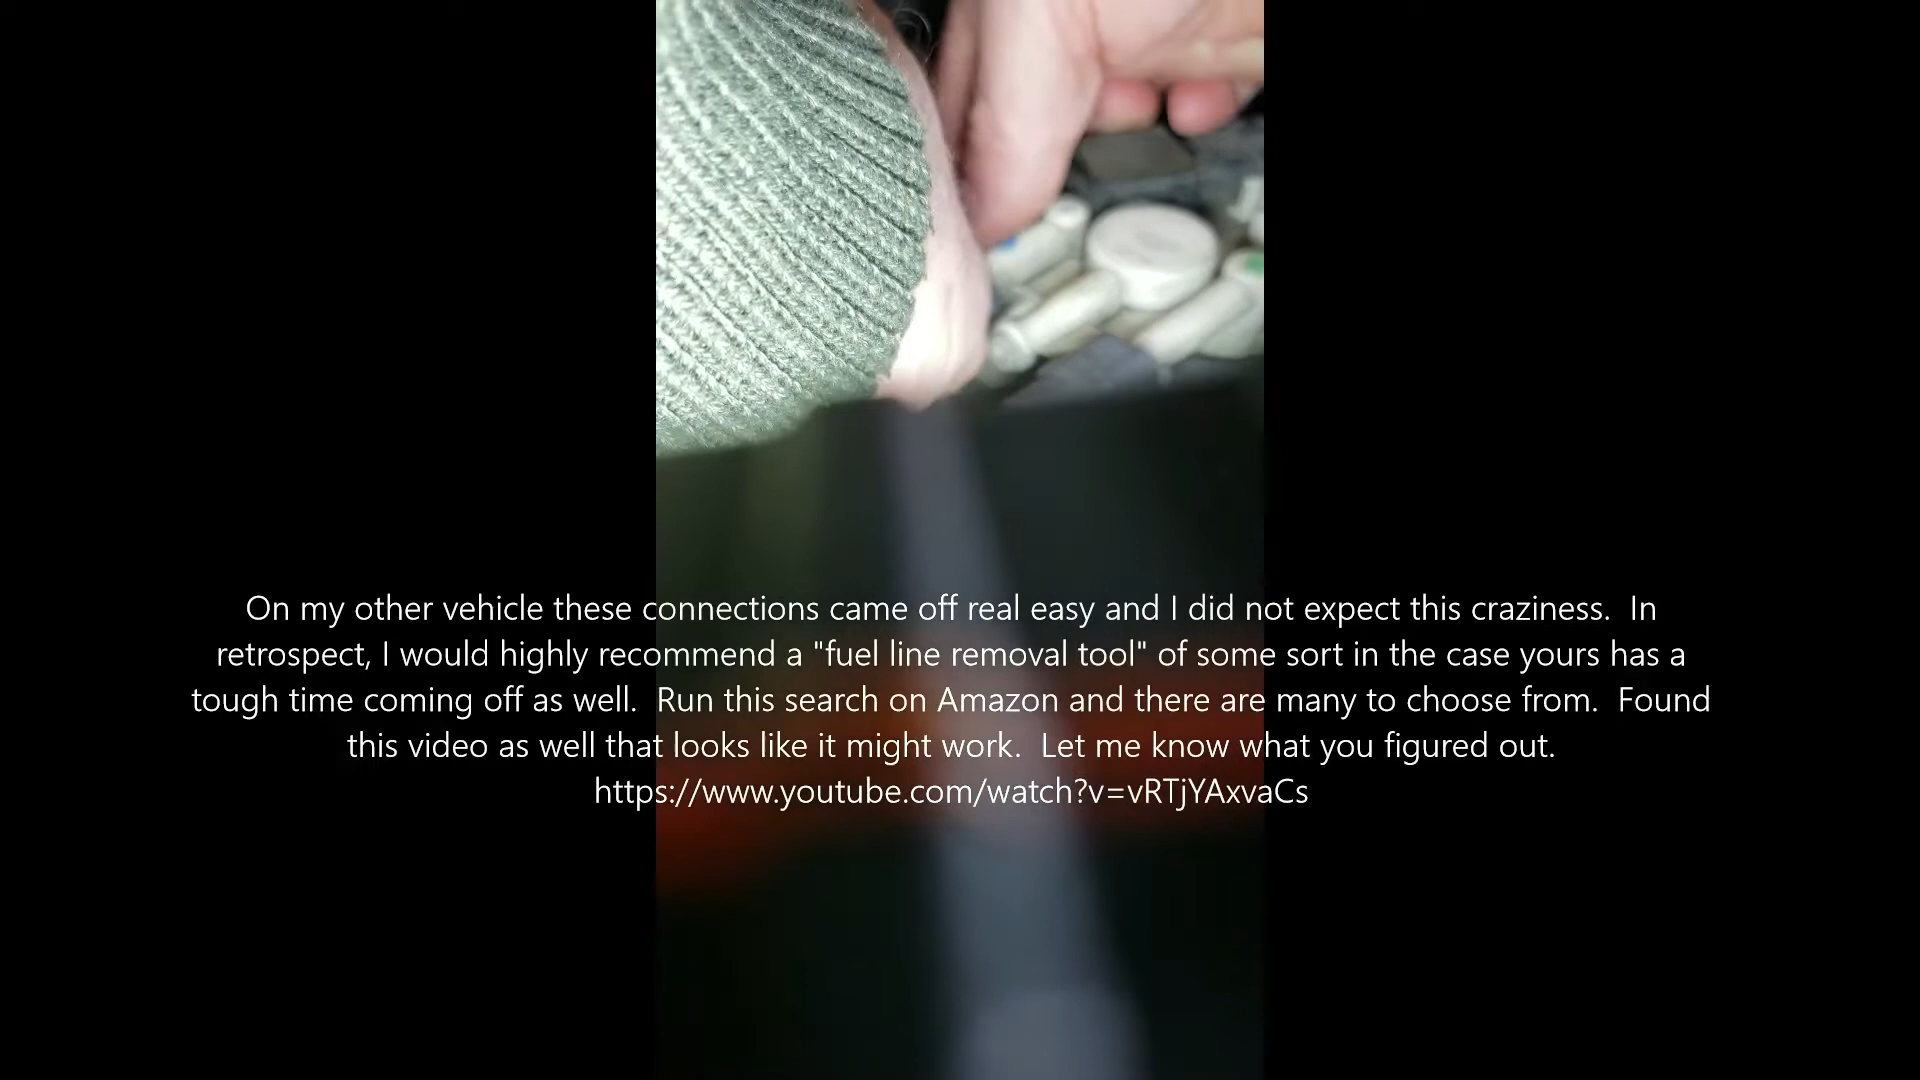 On my other vehicle these connections came off real easy and I did not expect this craziness.  In
retrospect, I would highly recommend a "fuel line removal tool" of some sort in the case yours has a
tough time coming off as well.  Run this search on Amazon and there are many to choose from.  Found
this video as well that looks like it might work.  Let me know what you figured out.
https://www.youtube.com/watch?v=vRTjYAxvaCs